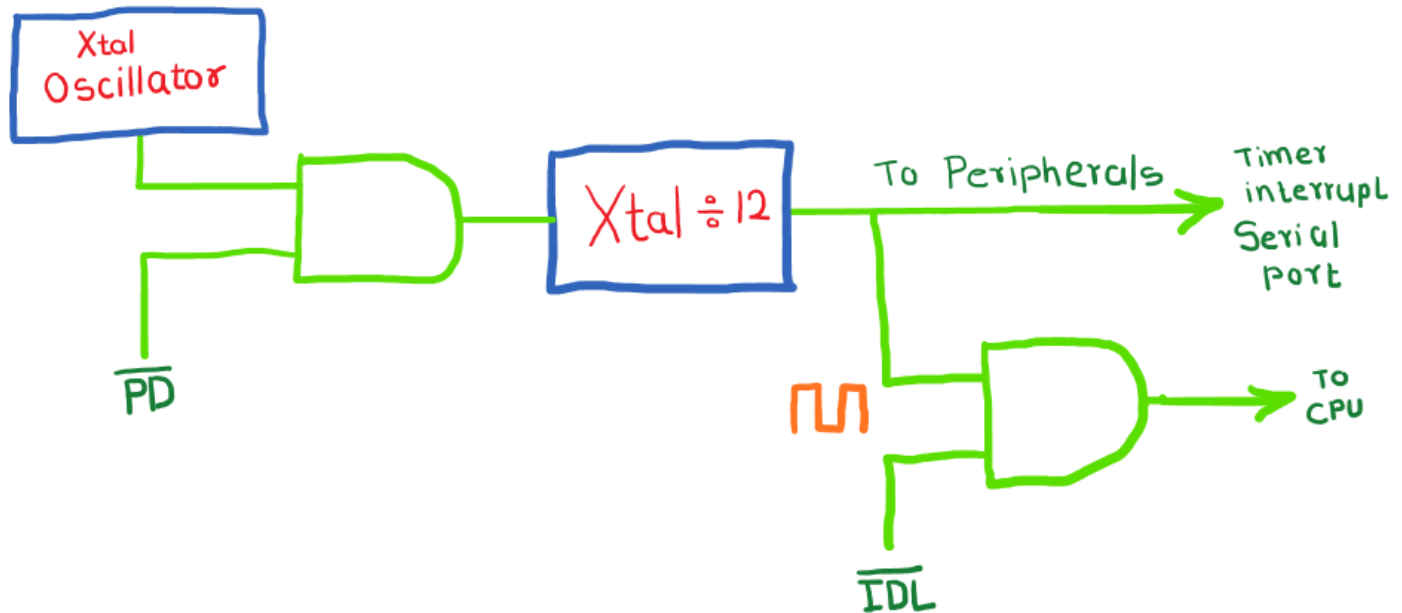 Xtal
Oscillator
PD
Xtal ÷ 12
To Peripherals
Timer
interrupt
Serial
port
TO
CPU
IDL